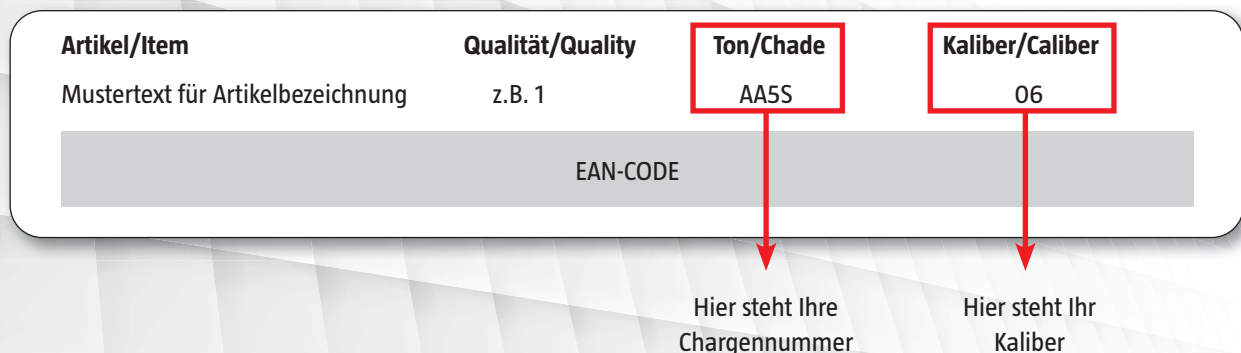 Artikel/Item Qualität/Quality Ton/Chade Kaliber/Caliber
Mustertext für Artikelbezeichnung z.B. 1 AA5S 06
EAN-CODE
Hier steht Ihre Hier steht Ihr
Chargennummer Kaliber